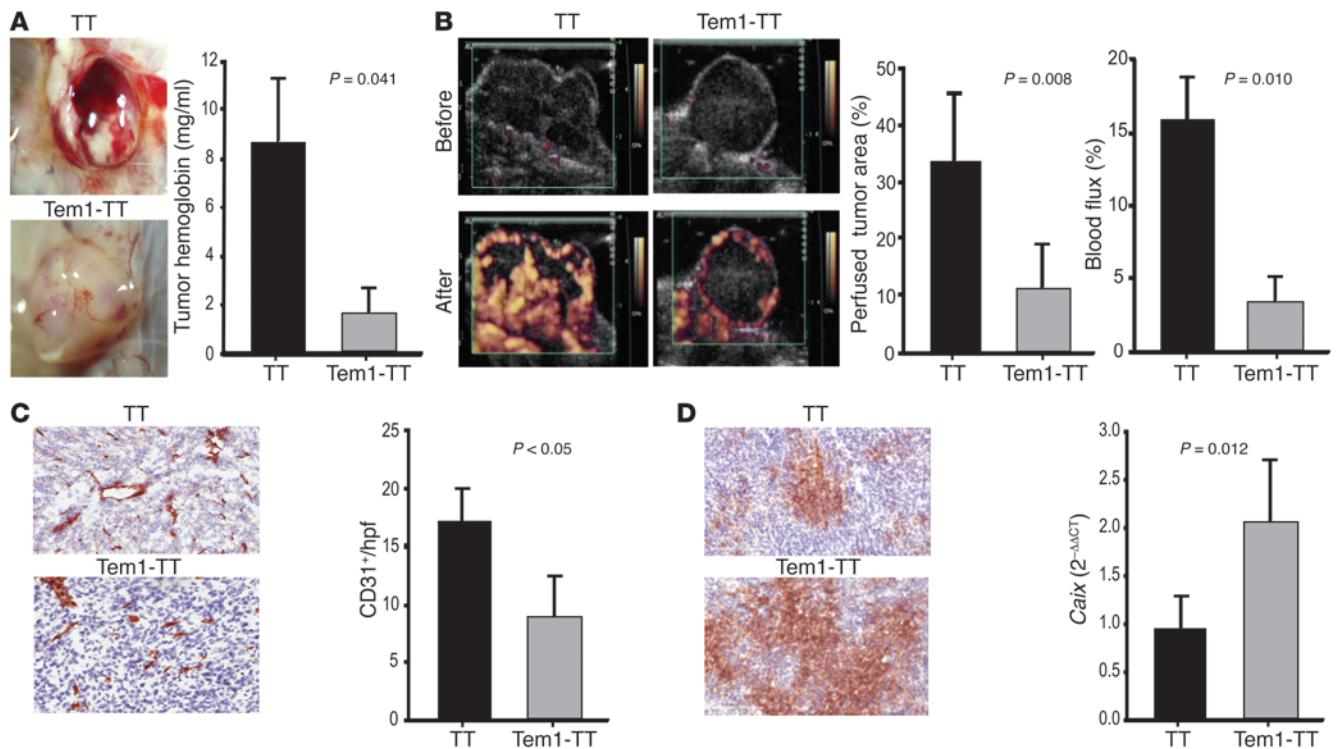 A
TT
Tem1-TT
Tumor hemoglobin (mg/ml)
12
10
8
6
4
2
0
P = 0.041
TT
Tem1-TT
B
TT
Tem1-TT
Before
After
Perfused tumor area (%)
50
40
30
20
10
0
P = 0.008
TT
Tem1-TT
Blood flux (%)
20
15
10
5
0
P = 0.010
TT
Tem1-TT
C
TT
Tem1-TT
CD31⁺/hpf
25
20
15
10
5
0
P < 0.05
TT
Tem1-TT
D
TT
Tem1-TT
Caix (2⁻ΔΔCT)
3.0
2.5
2.0
1.5
1.0
0.5
0.0
P = 0.012
TT
Tem1-TT